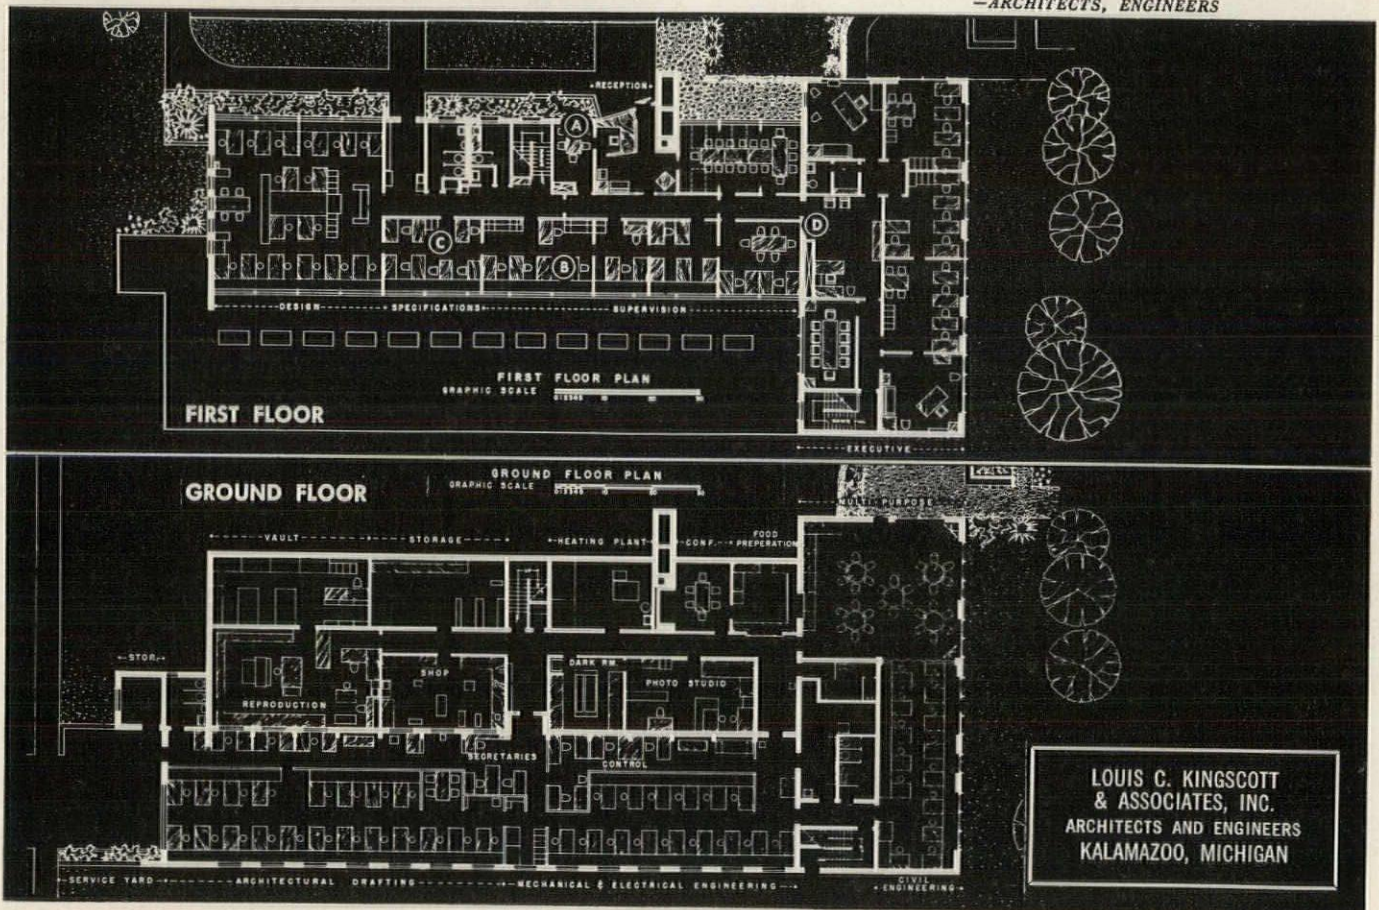 —ARCHITECTS, ENGINEERS
RECEPTION
A
D
C
B
DESIGN
SPECIFICATIONS
SUPERVISION
FIRST FLOOR PLAN
GRAPHIC SCALE
FIRST FLOOR
EXECUTIVE
GROUND FLOOR PLAN
GRAPHIC SCALE
GROUND FLOOR
MULTI-PURPOSE
VAULT
STORAGE
HEATING PLANT
CONF.
FOOD
PREPERATION
STOR.
SHOP
DARK RM.
PHOTO STUDIO
REPRODUCTION
SECRETARIES
CONTROL
LOUIS C. KINGSCOTT
& ASSOCIATES, INC.
ARCHITECTS AND ENGINEERS
KALAMAZOO, MICHIGAN
SERVICE YARD
ARCHITECTURAL DRAFTING
MECHANICAL & ELECTRICAL ENGINEERING
CIVIL
ENGINEERING